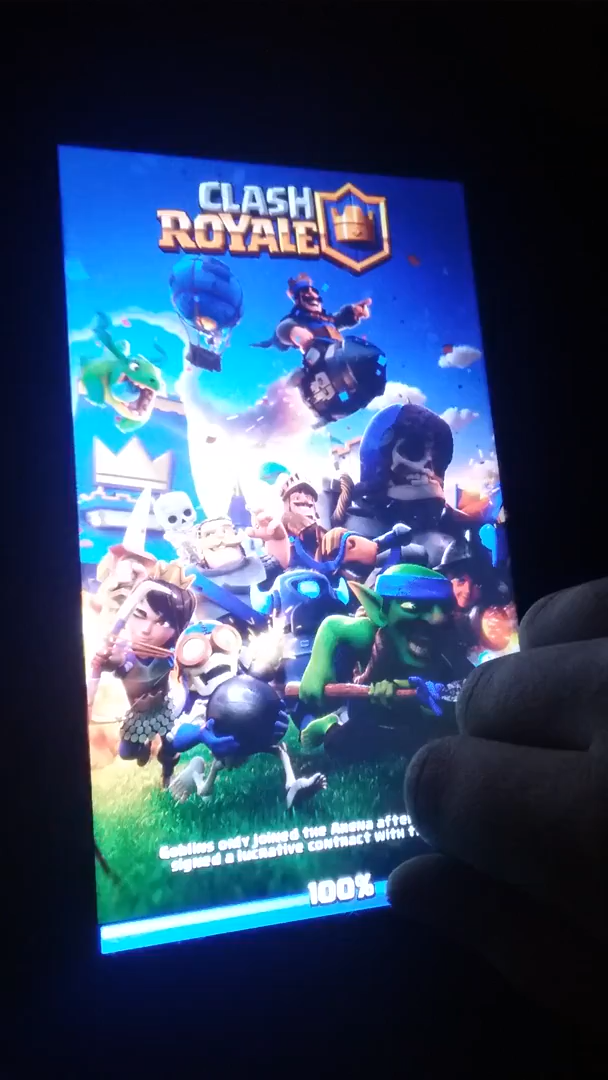 CLASH
ROYALE
Goblins only joined the Arena after
signed a lucrative contract with
100%